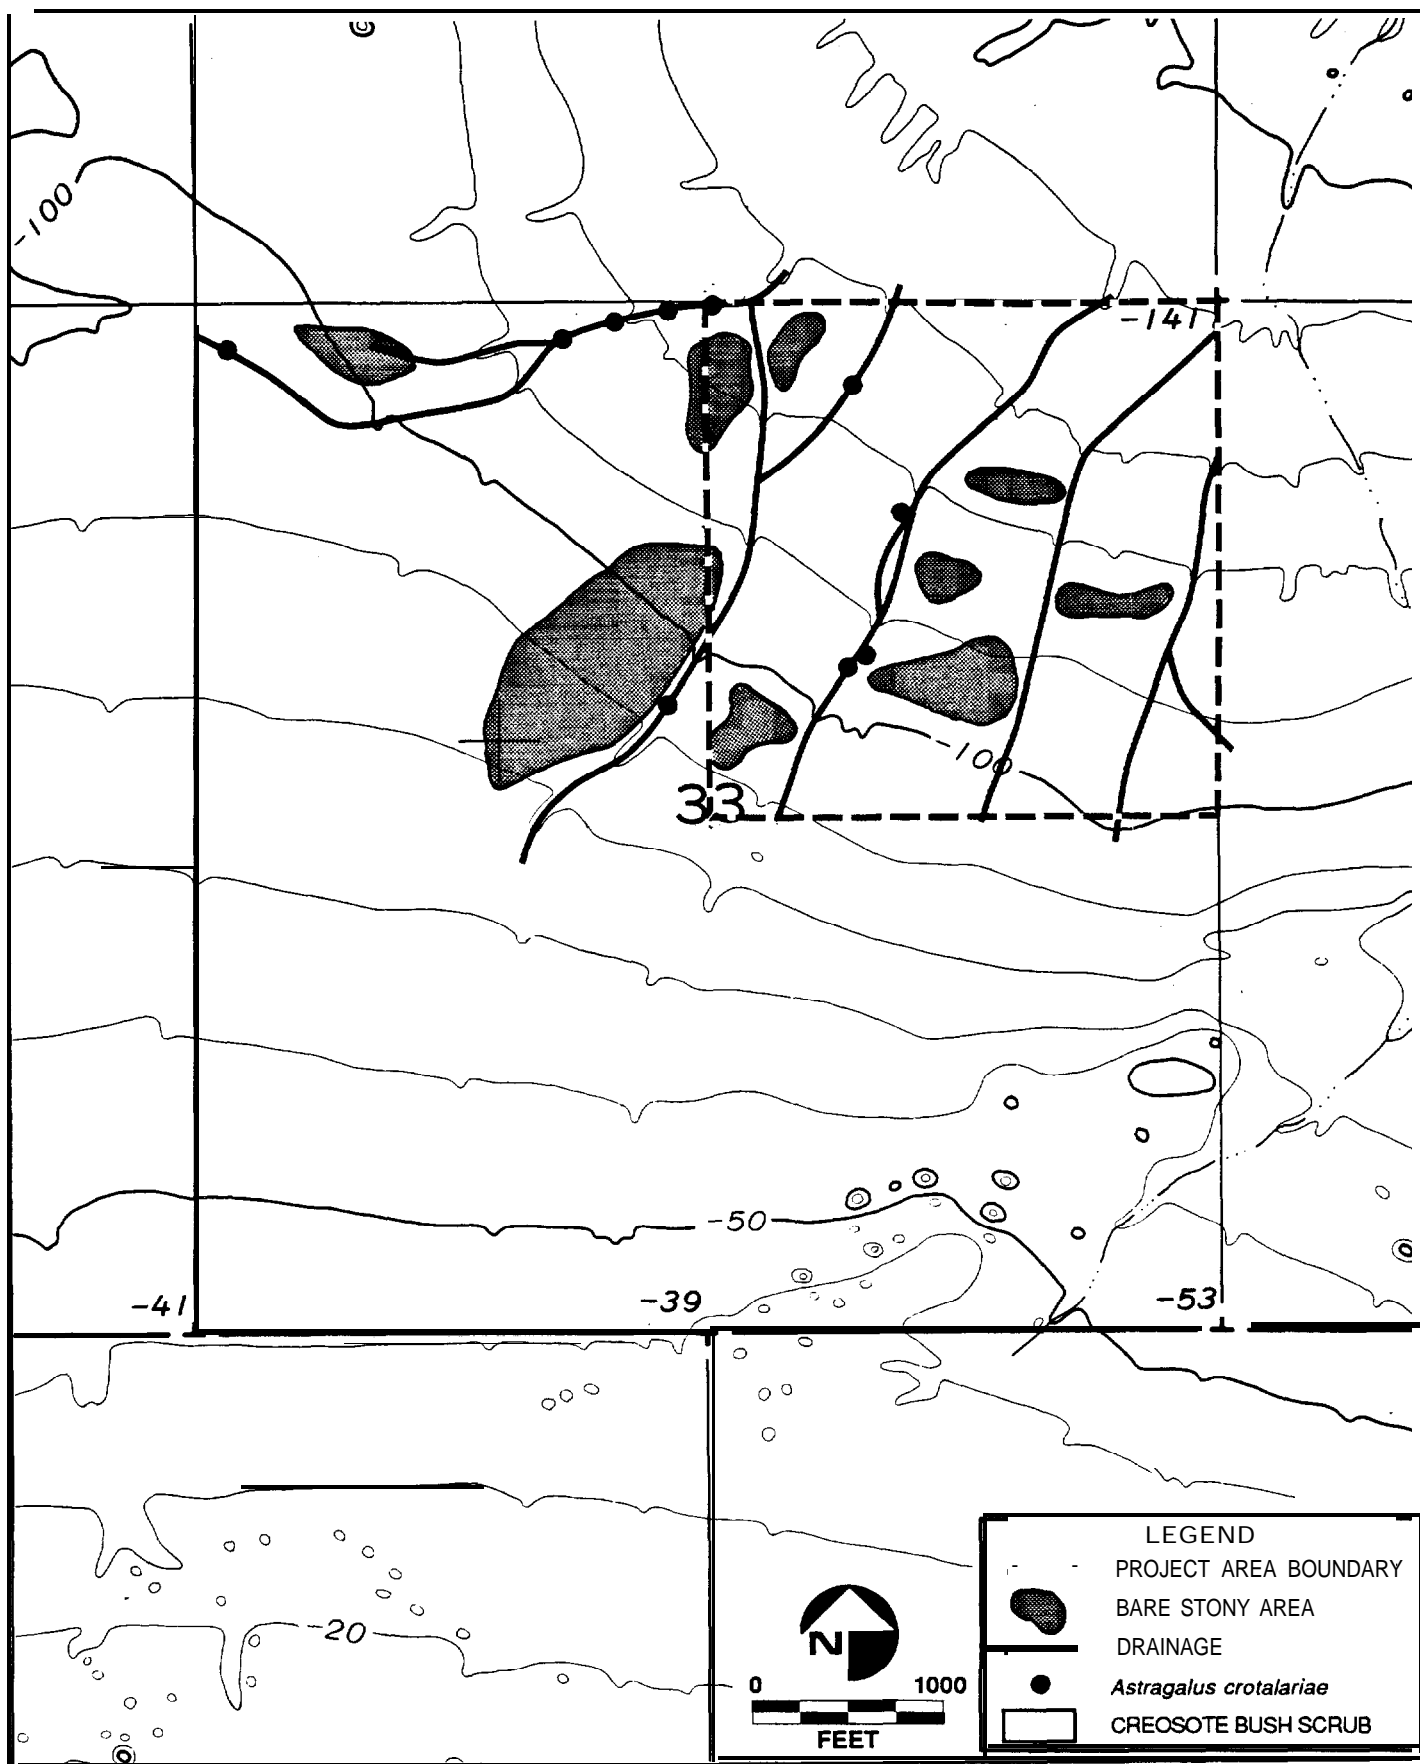 -100
-141
-100
33
-50
-41
-39
-53
-20
LEGEND
PROJECT AREA BOUNDARY
BARE STONY AREA
DRAINAGE
Astragalus crotalariae
CREOSOTE BUSH SCRUB
N
0 1000
FEET